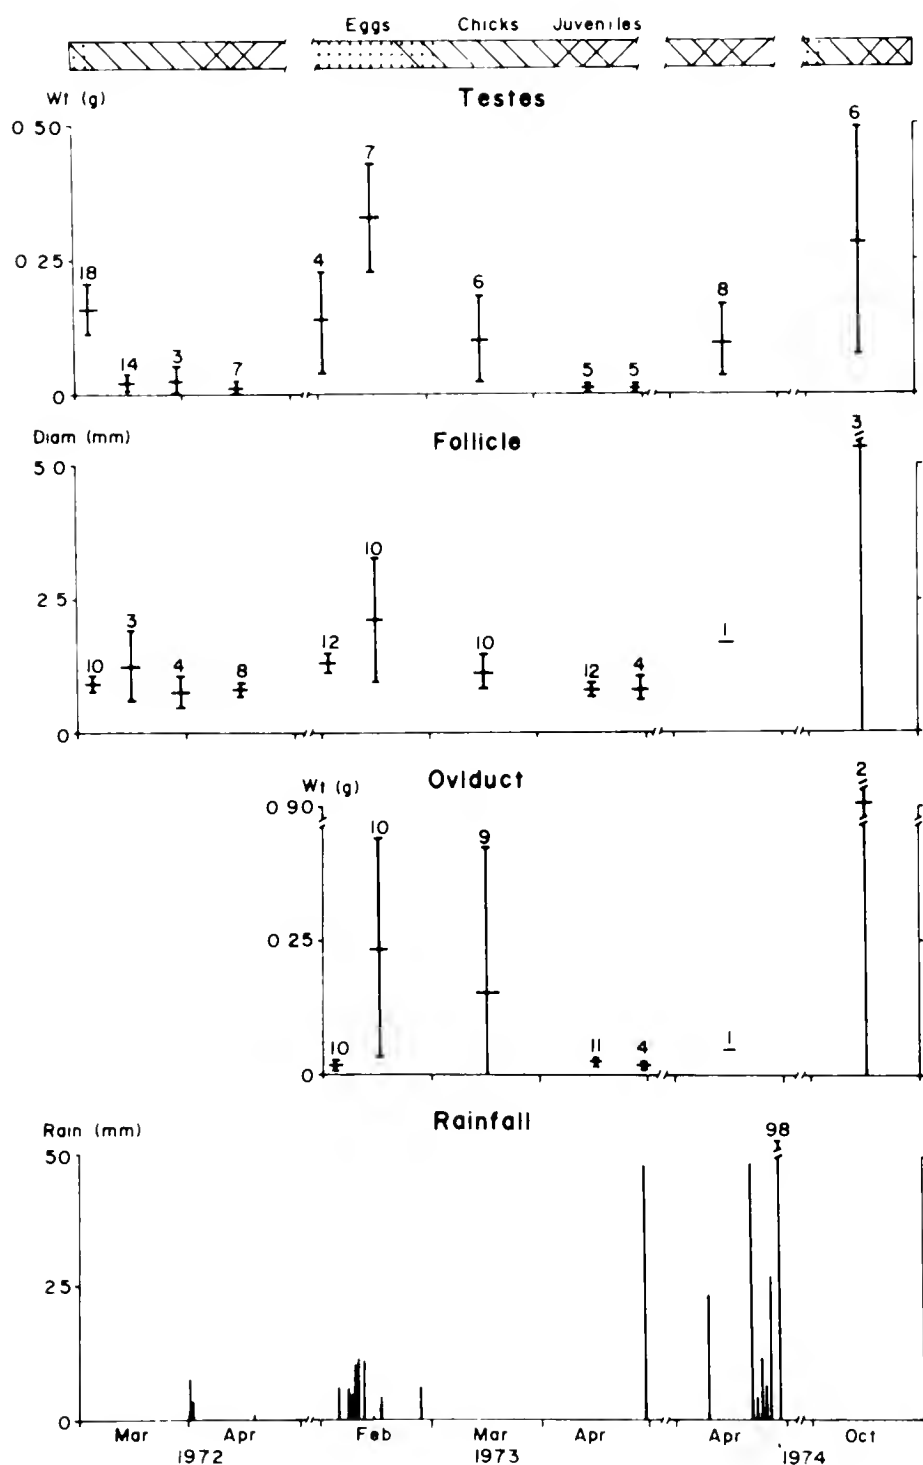 Eggs Chicks Juveniles
Wt (g) Testes
0 50
0 25
0
18 14 3 7 4 7 6 5 5 8 6
Diam (mm) Follicle
5 0
2 5
0
10 3 4 8 12 10 10 12 4 1 3
Wt (g) Oviduct
0 90
0 25
0
10 10 9 11 4 1 2
Rain (mm) Rainfall
50
25
0
98
Mar Apr Feb Mar Apr Apr Oct
1972 1973 1974